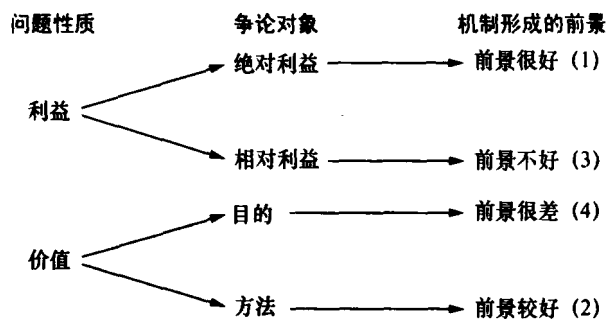 问题性质 争论对象 机制形成的前景
绝对利益 前景很好 (1)
利益
相对利益 前景不好 (3)
目的 前景很差 (4)
价值
方法 前景较好 (2)